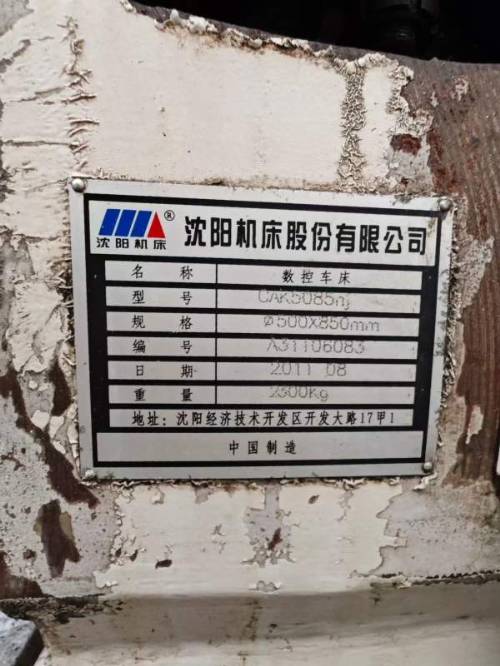 沈阳机床® 沈阳机床股份有限公司
名 称 数控车床
型 号 CAK5085nj
规 格 Φ500X850mm
编 号 A31106083
日 期 2011 08
重 量 2300Kg
地址: 沈阳经济技术开发区开发大路17甲1
中国制造